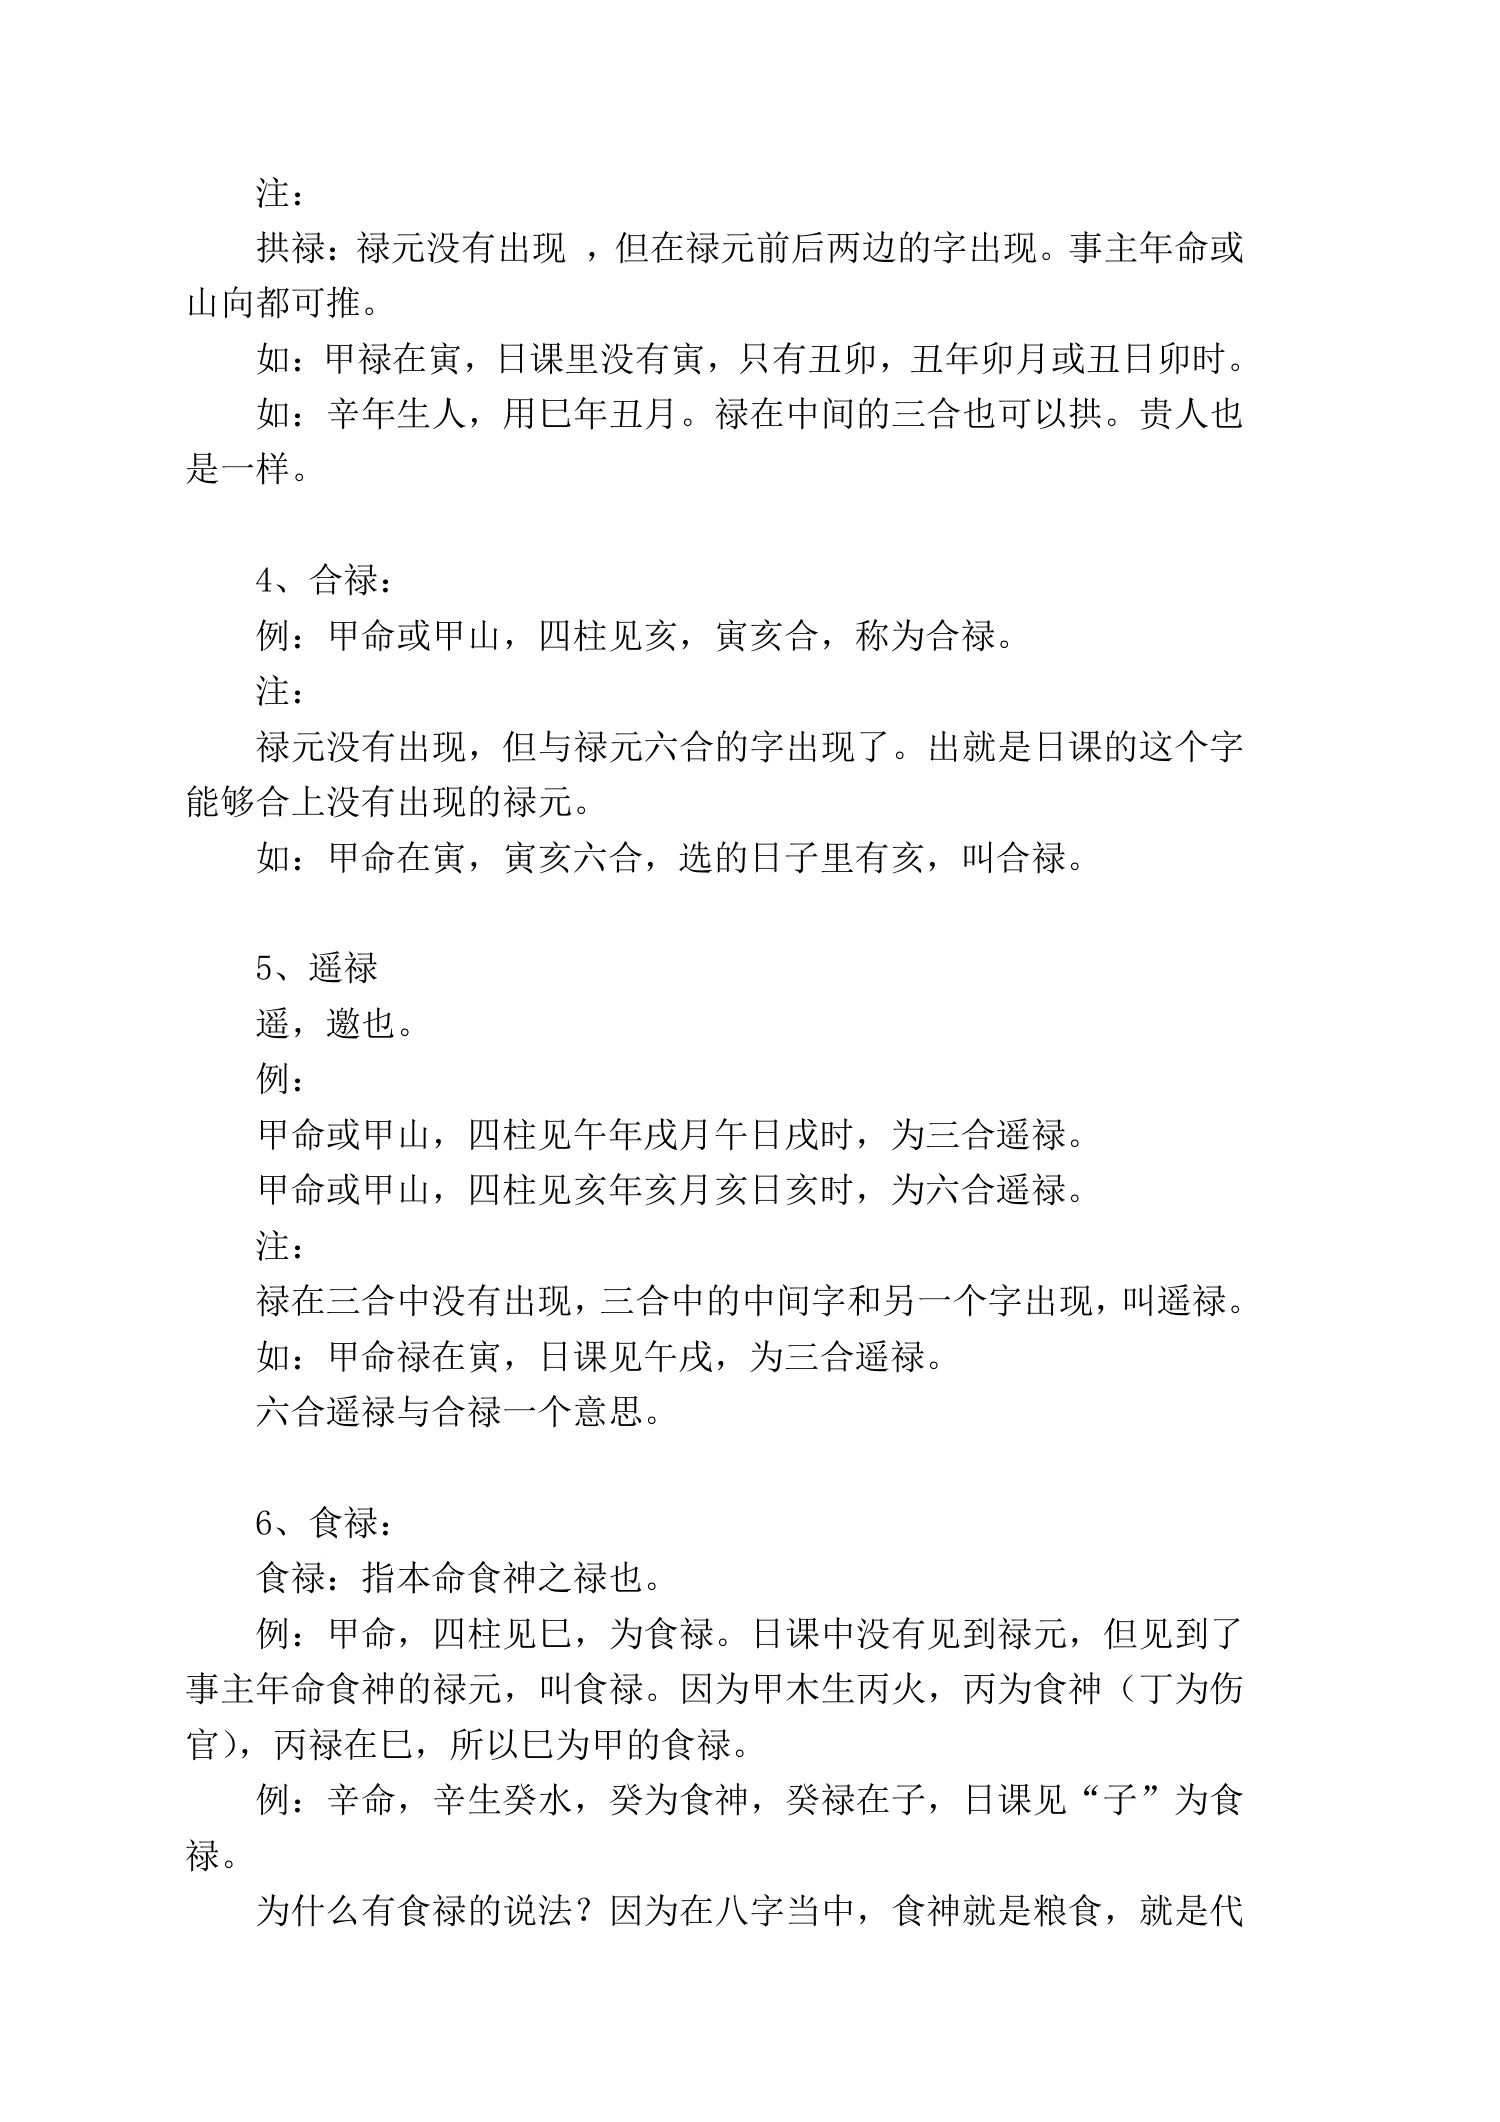 注：
拱禄：禄元没有出现 ，但在禄元前后两边的字出现。事主年命或
山向都可推。
如：甲禄在寅，日课里没有寅，只有丑卯，丑年卯月或丑日卯时。
如：辛年生人，用巳年丑月。禄在中间的三合也可以拱。贵人也
是一样。
4、合禄：
例：甲命或甲山，四柱见亥，寅亥合，称为合禄。
注：
禄元没有出现，但与禄元六合的字出现了。出就是日课的这个字
能够合上没有出现的禄元。
如：甲命在寅，寅亥六合，选的日子里有亥，叫合禄。
5、遥禄
遥，邀也。
例：
甲命或甲山，四柱见午年戌月午日戌时，为三合遥禄。
甲命或甲山，四柱见亥年亥月亥日亥时，为六合遥禄。
注：
禄在三合中没有出现，三合中的中间字和另一个字出现，叫遥禄。
如：甲命禄在寅，日课见午戌，为三合遥禄。
六合遥禄与合禄一个意思。
6、食禄：
食禄：指本命食神之禄也。
例：甲命，四柱见巳，为食禄。日课中没有见到禄元，但见到了
事主年命食神的禄元，叫食禄。因为甲木生丙火，丙为食神（丁为伤
官），丙禄在巳，所以巳为甲的食禄。
例：辛命，辛生癸水，癸为食神，癸禄在子，日课见“子”为食
禄。
为什么有食禄的说法？因为在八字当中，食神就是粮食，就是代